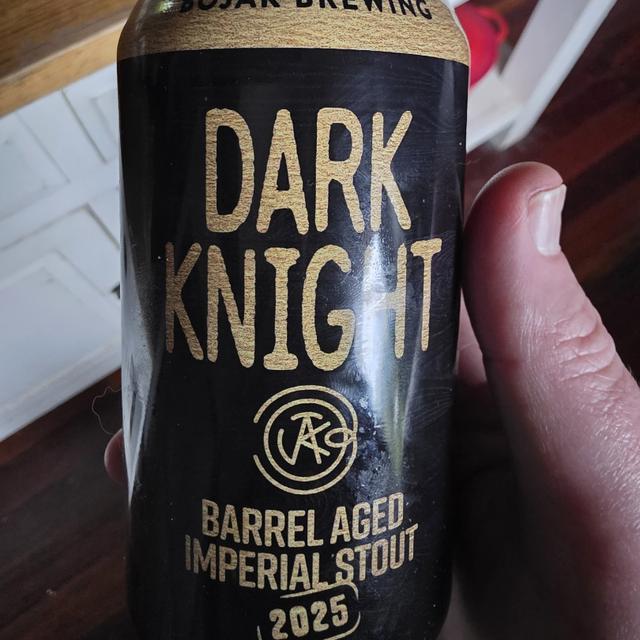 BOJAK BREWING
DARK
KNIGHT
BARREL AGED
IMPERIAL STOUT
2025